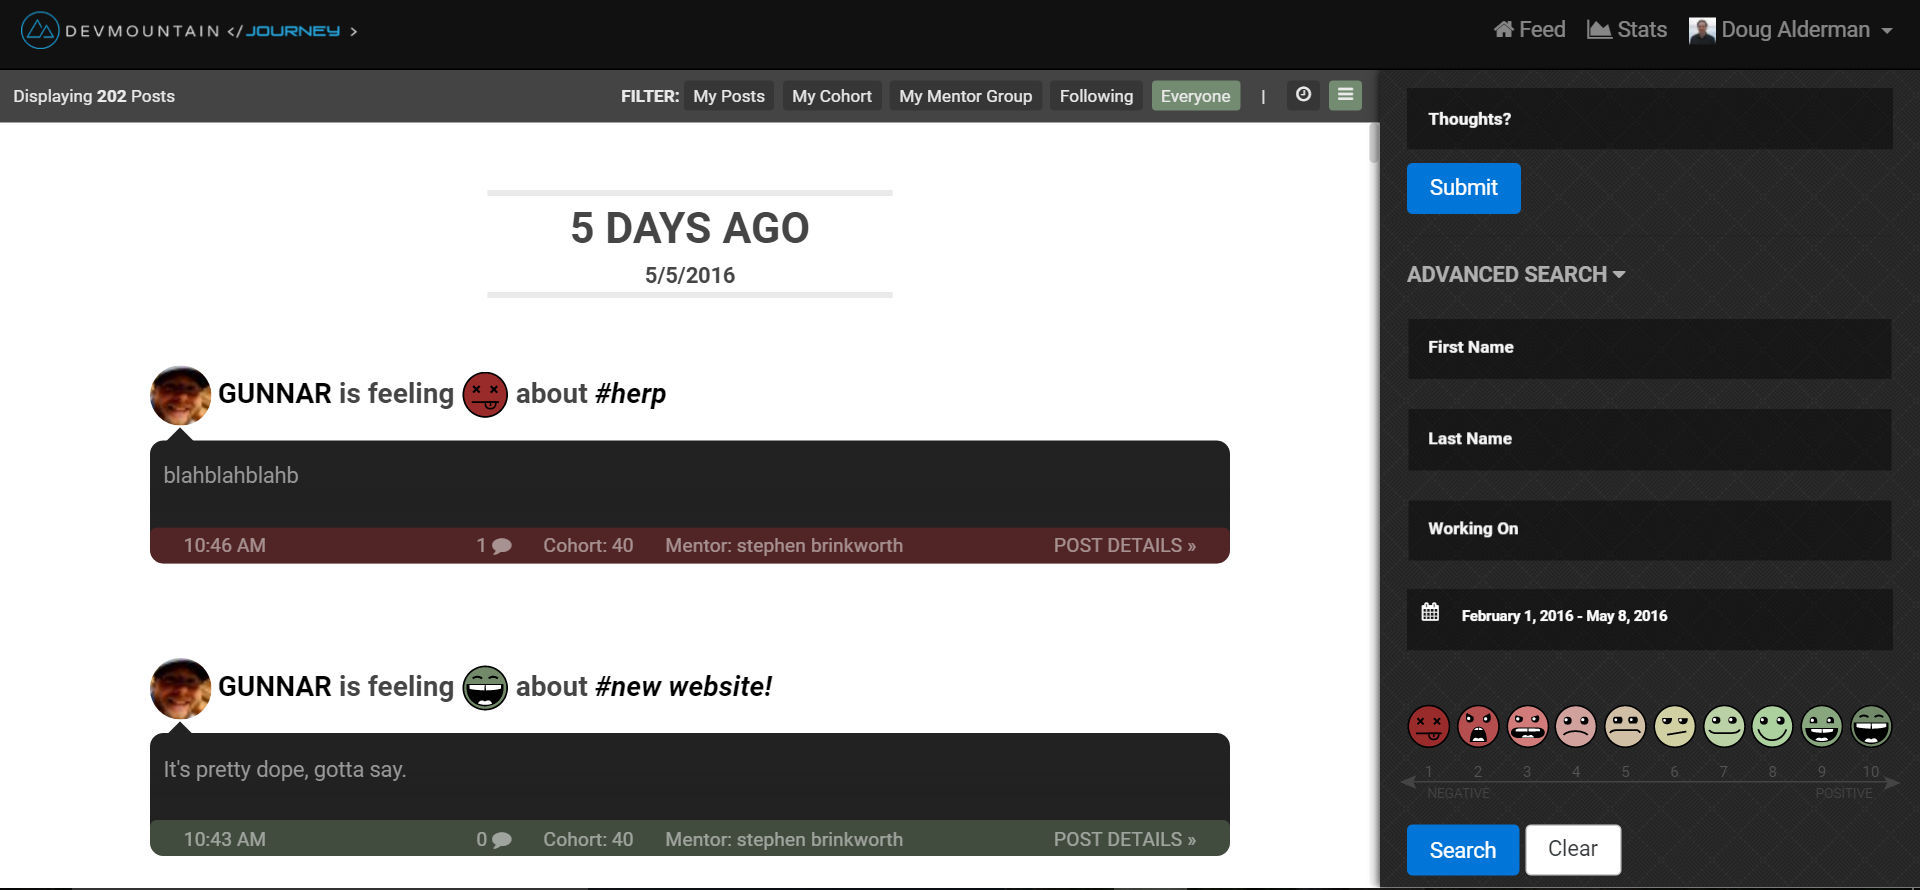 DEVMOUNTAIN </JOURNEY >
Feed Stats Doug Alderman
Displaying 202 Posts
FILTER: My Posts My Cohort My Mentor Group Following Everyone |
5 DAYS AGO
5/5/2016
GUNNAR is feeling about #herp
blahblahblahb
10:46 AM 1 Cohort: 40 Mentor: stephen brinkworth POST DETAILS »
GUNNAR is feeling about #new website!
It's pretty dope, gotta say.
10:43 AM 0 Cohort: 40 Mentor: stephen brinkworth POST DETAILS »
Thoughts?
Submit
ADVANCED SEARCH
First Name
Last Name
Working On
February 1, 2016 - May 8, 2016
1 2 3 4 5 6 7 8 9 10
NEGATIVE POSITIVE
Search Clear